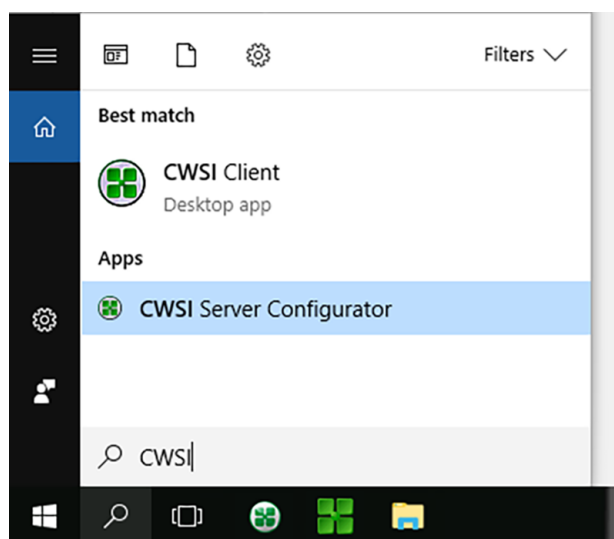 Filters
Best match
CWSI Client
Desktop app
Apps
CWSI Server Configurator
CWSI